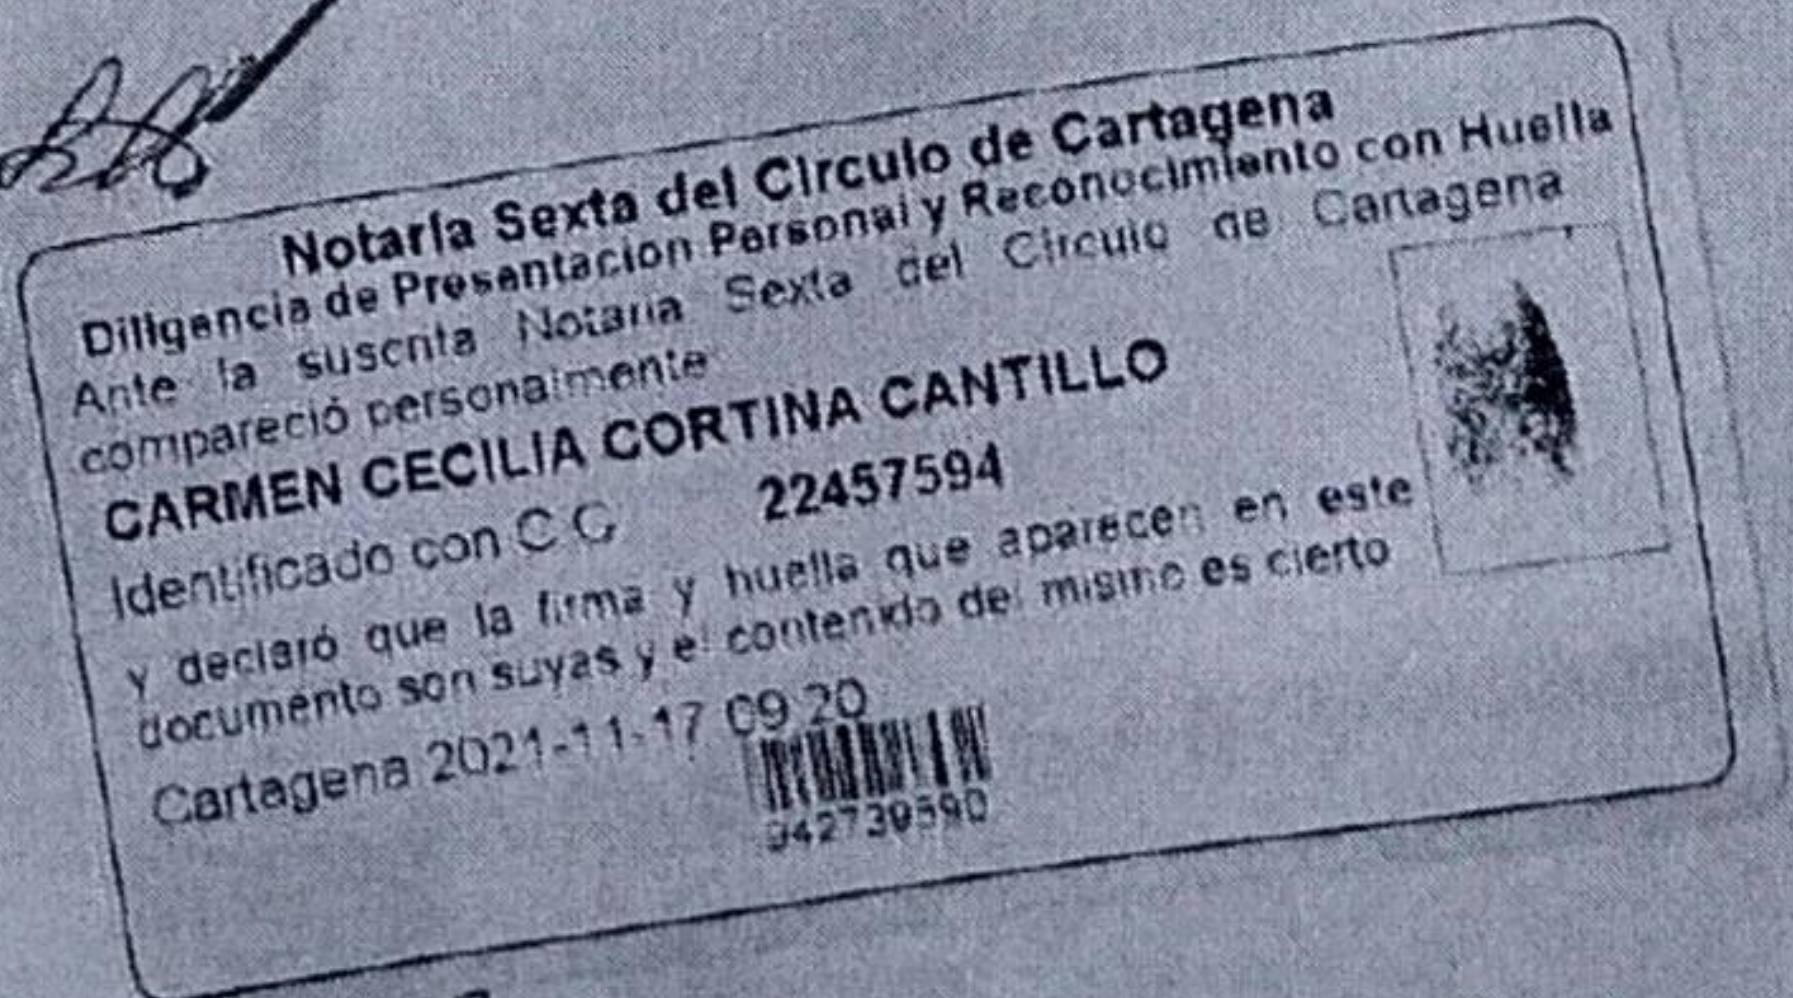 Notaría Sexta del Circulo de Cartagena
Diligencia de Presentacion Personal y Reconocimiento con Huella
Ante la suscrita Notaria Sexta del Circulo de Cartagena
compareció personalmente
CARMEN CECILIA CORTINA CANTILLO
Identificado con C C 22457594
y declaró que la firma y huella que aparecen en este
documento son suyas y el contenido del mismo es cierto
Cartagena 2021-11-17 09:20